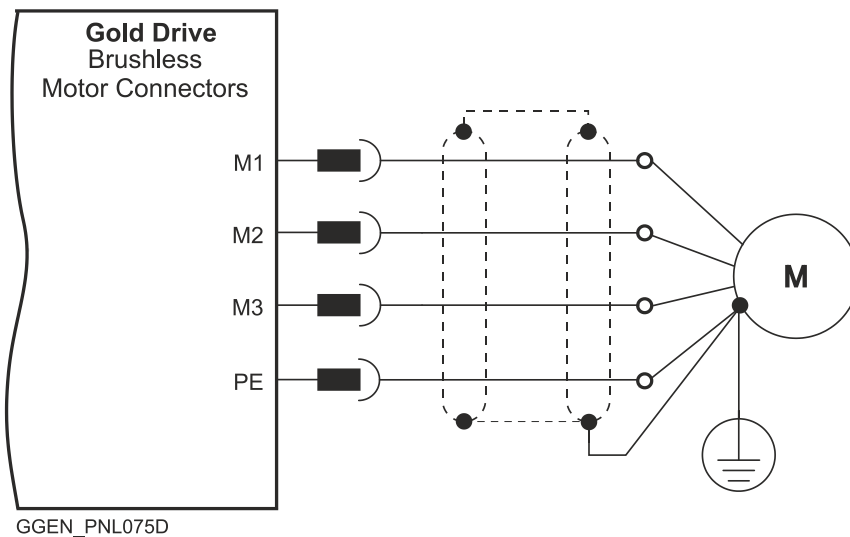 Gold Drive
Brushless
Motor Connectors
M1
M2
M3
PE
M
GGEN_PNL075D